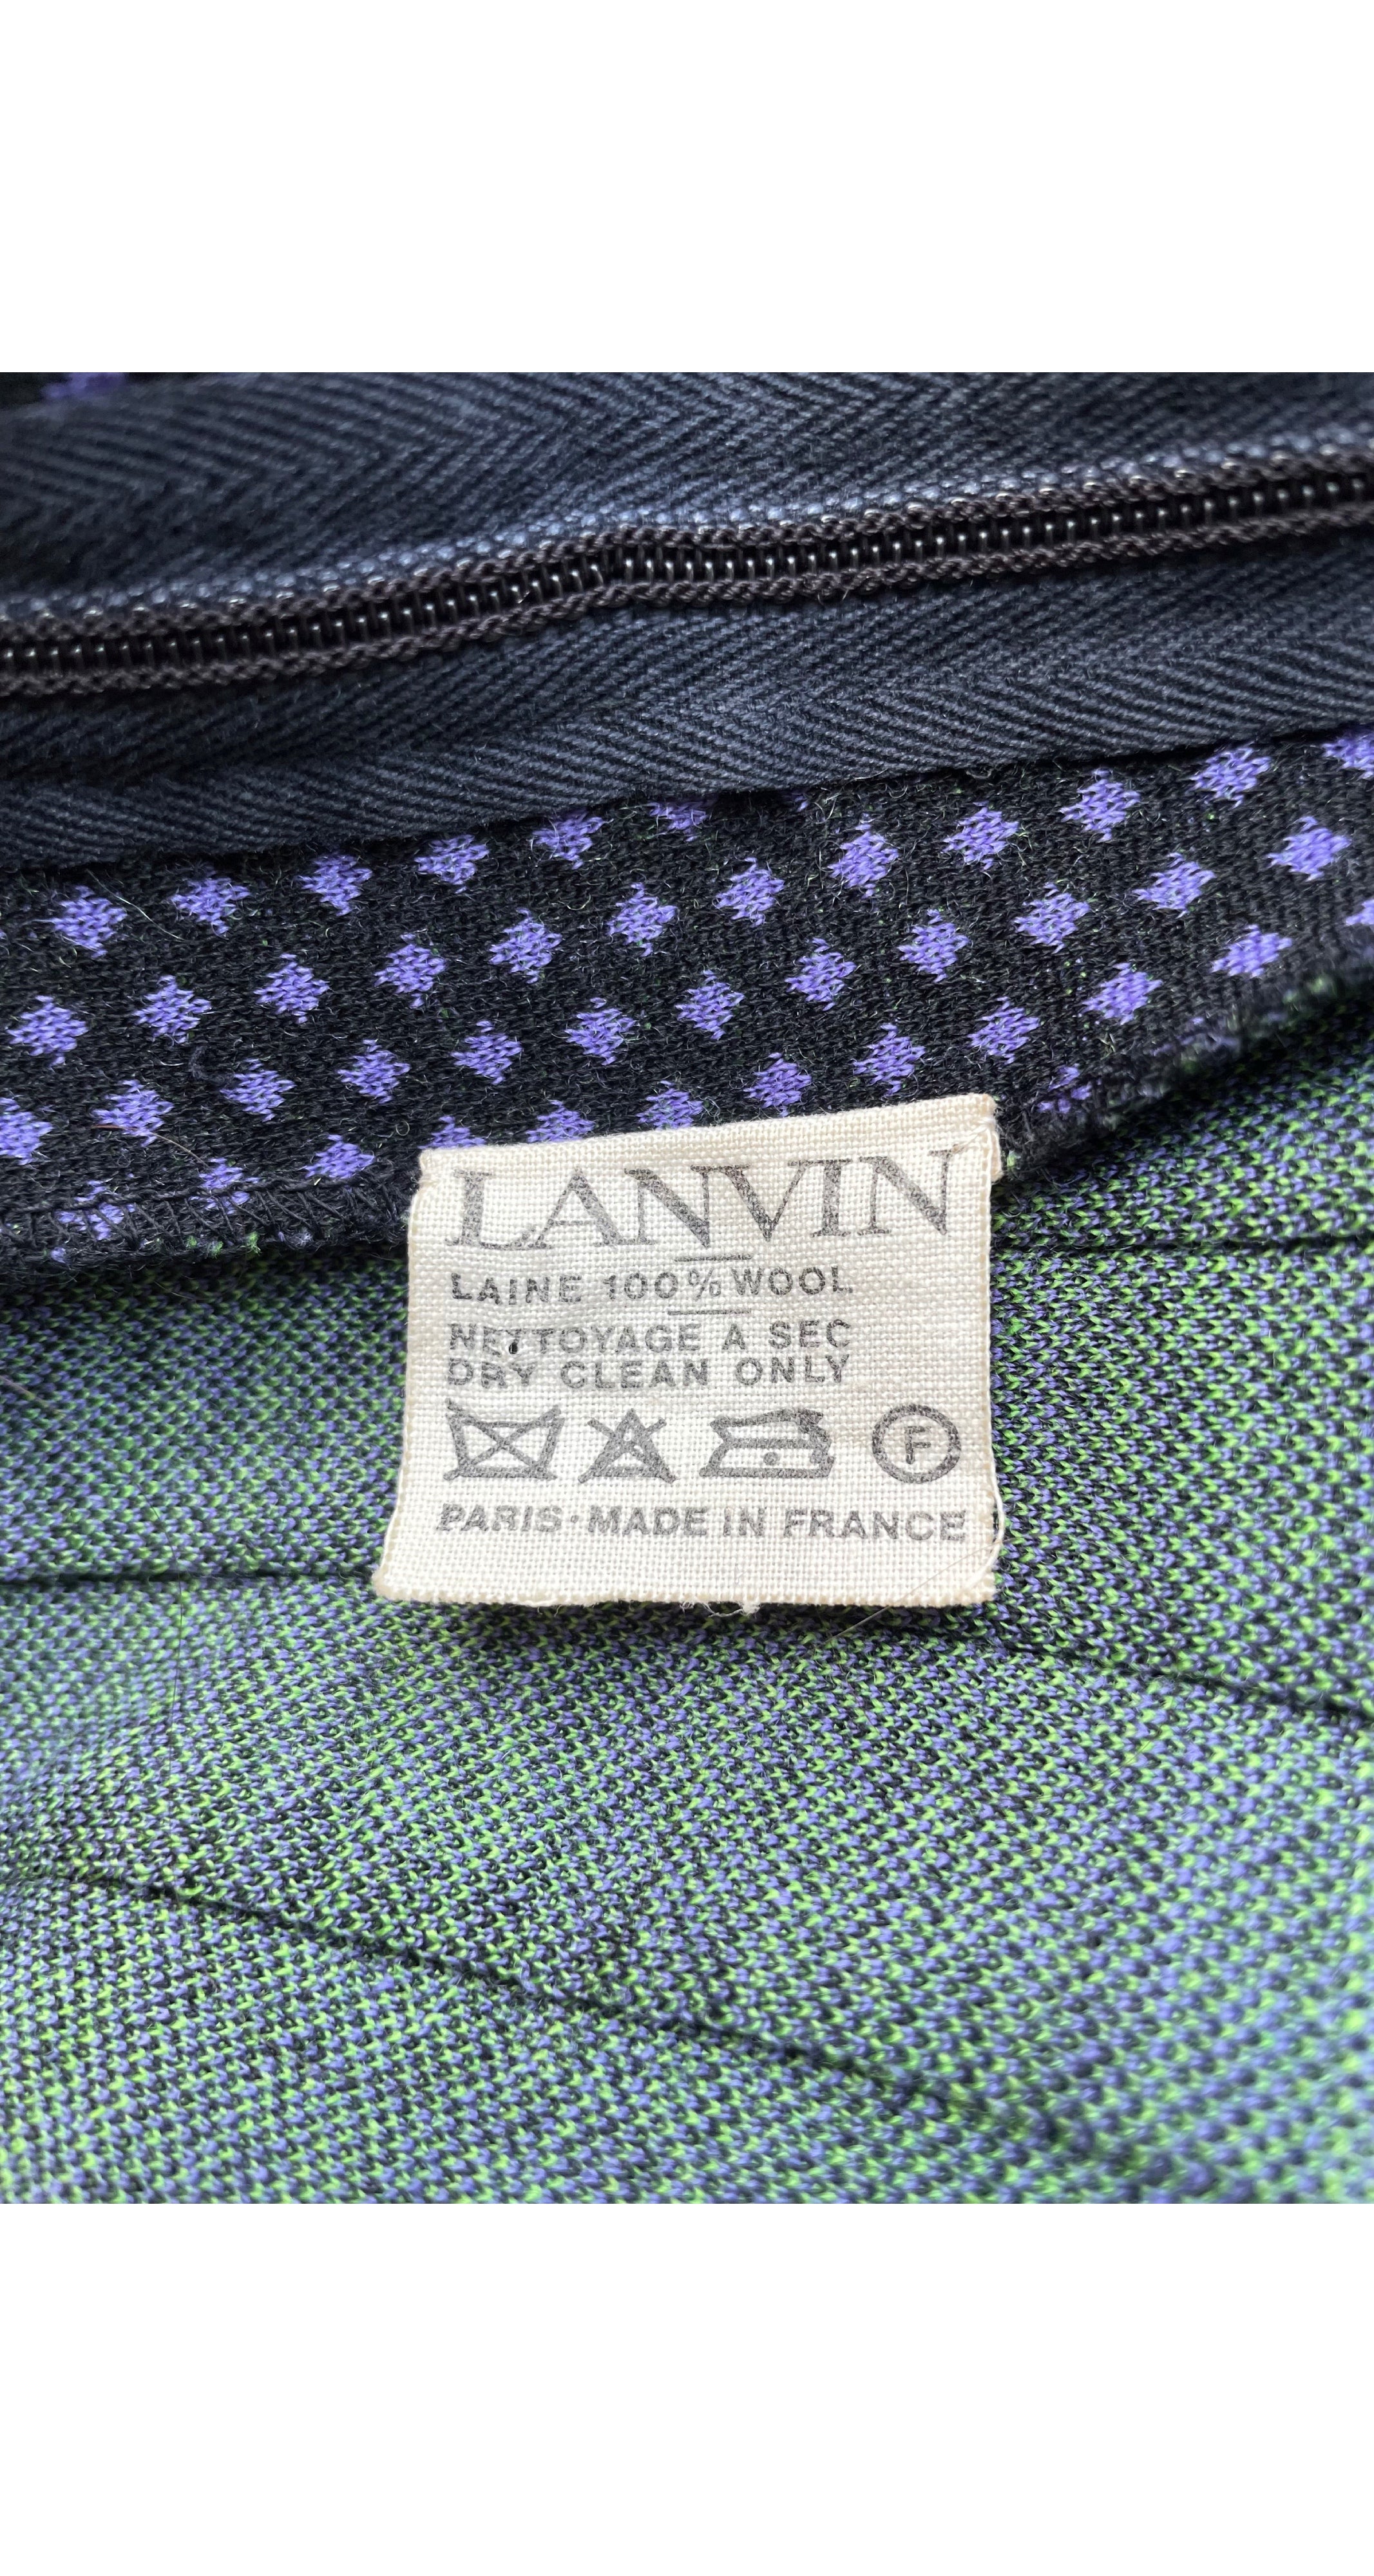 LANVIN
LAINE 100% WOOL
NETTOYAGE A SEC
DRY CLEAN ONLY
F
PARIS·MADE IN FRANCE